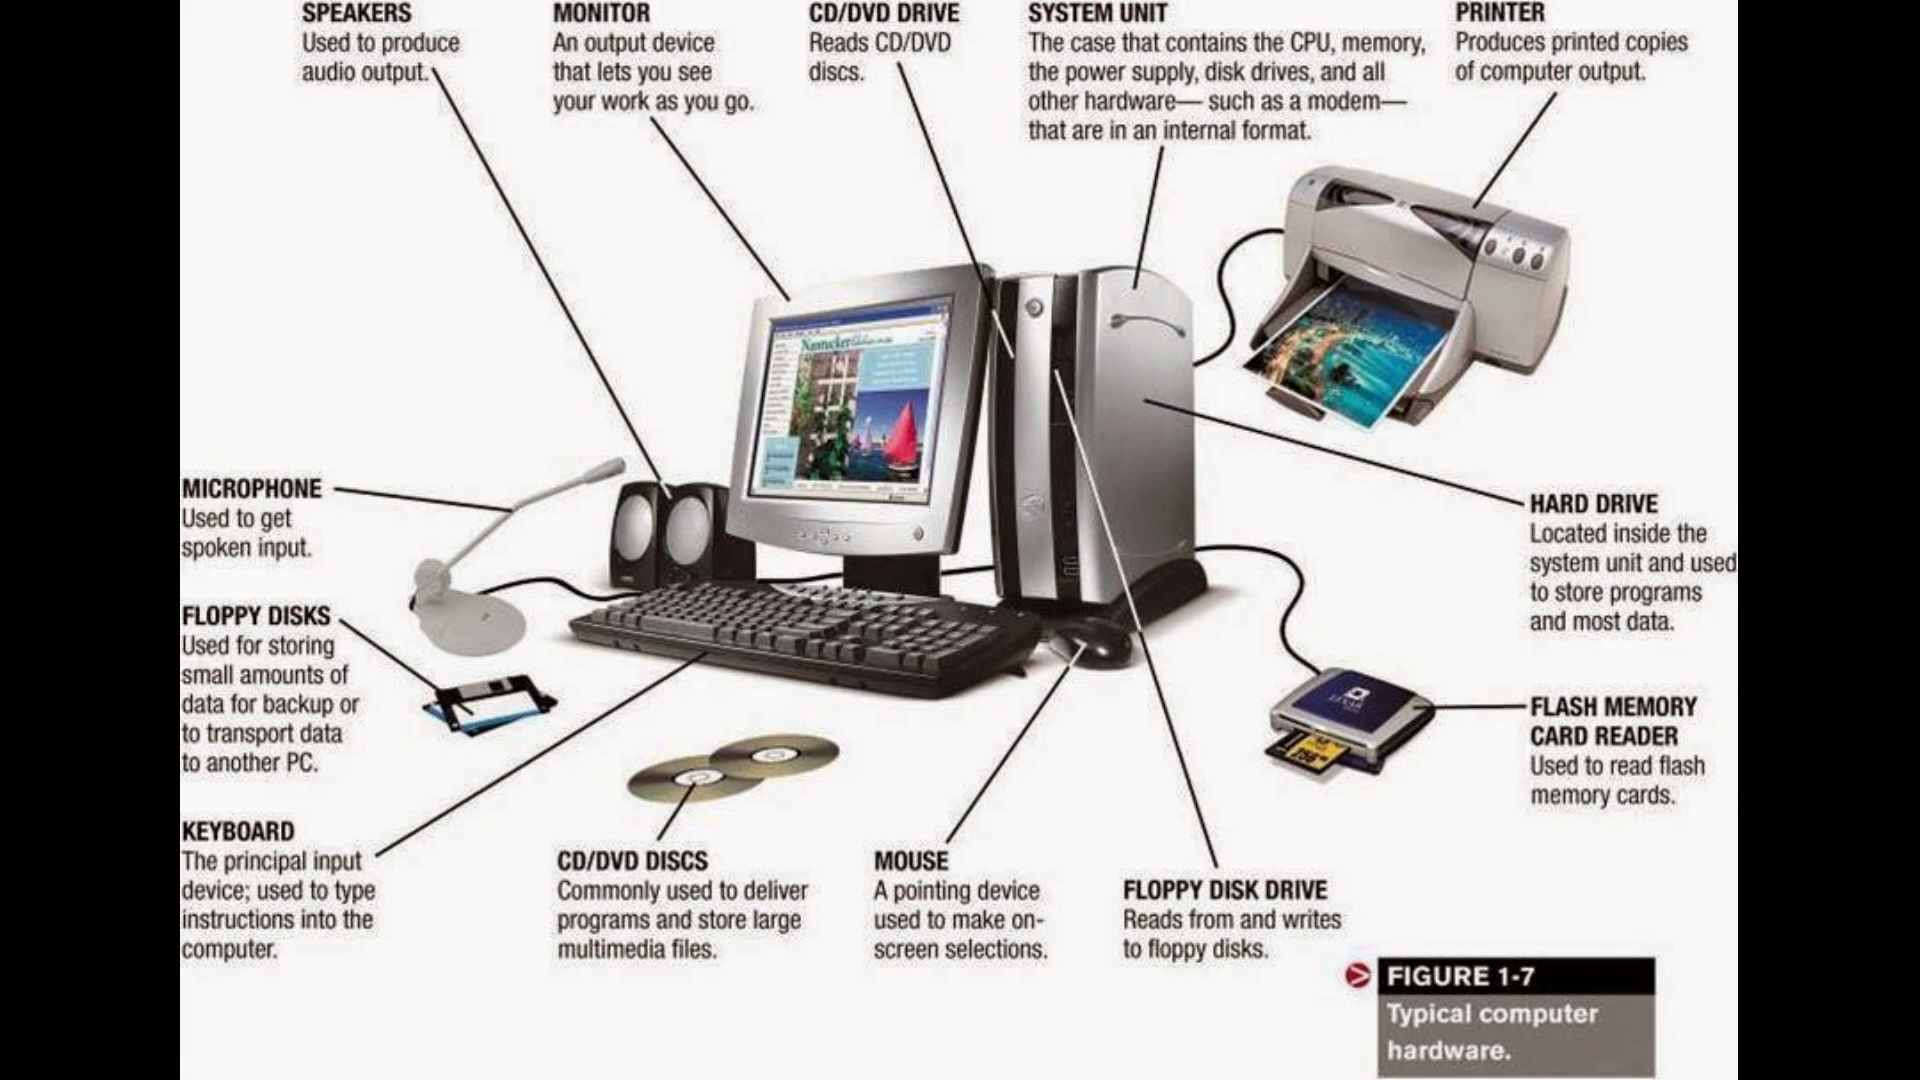 SPEAKERS
Used to produce
audio output.
MONITOR
An output device
that lets you see
your work as you go.
CD/DVD DRIVE
Reads CD/DVD
discs.
SYSTEM UNIT
The case that contains the CPU, memory,
the power supply, disk drives, and all
other hardware— such as a modem—
that are in an internal format.
PRINTER
Produces printed copies
of computer output.
Nantucket
MICROPHONE
Used to get
spoken input.
FLOPPY DISKS
Used for storing
small amounts of
data for backup or
to transport data
to another PC.
KEYBOARD
The principal input
device; used to type
instructions into the
computer.
CD/DVD DISCS
Commonly used to deliver
programs and store large
multimedia files.
MOUSE
A pointing device
used to make on-
screen selections.
FLOPPY DISK DRIVE
Reads from and writes
to floppy disks.
HARD DRIVE
Located inside the
system unit and used
to store programs
and most data.
LEXAR
FLASH MEMORY
CARD READER
Used to read flash
memory cards.
FIGURE 1-7
Typical computer
hardware.